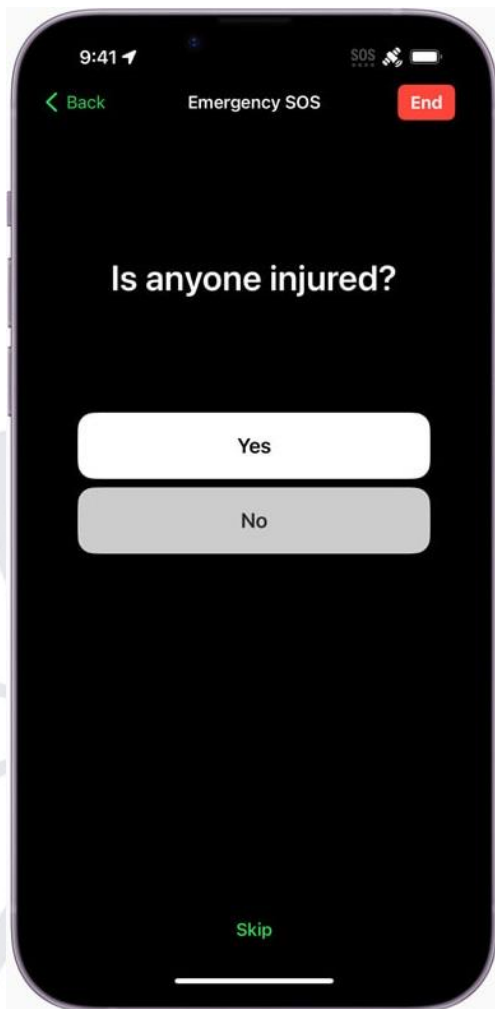 9:41 SOS
Back Emergency SOS End
Is anyone injured?
Yes
No
Skip